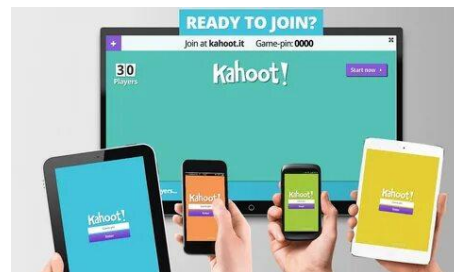 READY TO JOIN?
+ Join at kahoot.it Game-pin: 0000
30
Players
Kahoot!
Start now
Kahoot!
Kahoot!
Kahoot!
Kahoot!